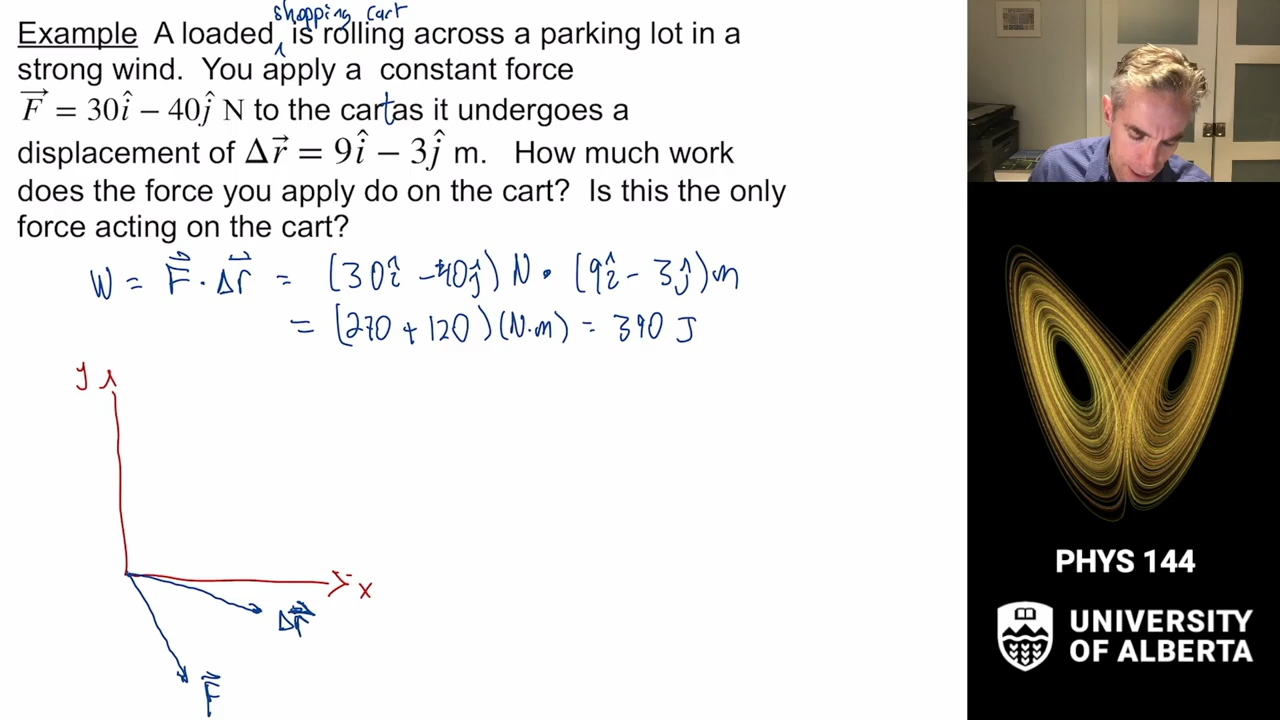 shopping cart
Example A loaded is rolling across a parking lot in a
strong wind. You apply a constant force
F⃗ = 30î − 40ĵ N to the cart as it undergoes a
displacement of Δr⃗ = 9î − 3ĵ m. How much work
does the force you apply do on the cart? Is this the only
force acting on the cart?
W = F⃗ · Δr⃗ = (30î − 40ĵ) N · (9î − 3ĵ) m
= (270 + 120) (N·m) = 390 J
y
x
Δr⃗
F⃗
PHYS 144
UNIVERSITY
OF ALBERTA